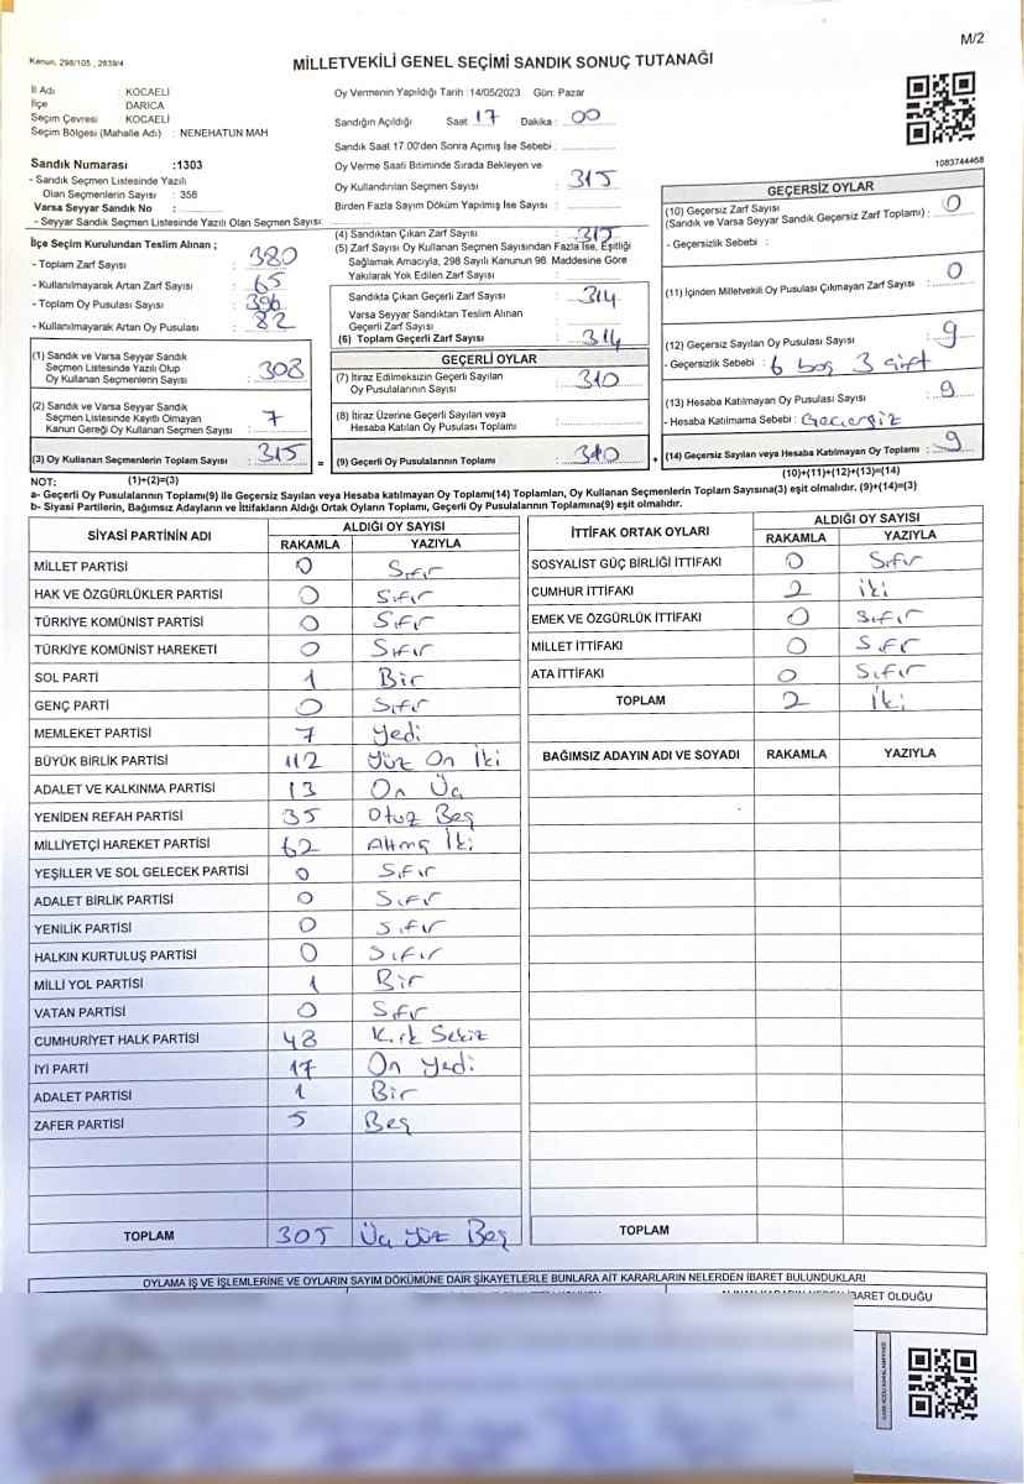 M/2
Kanun, 298/105 , 2839/4
MİLLETVEKİLİ GENEL SEÇİMİ SANDIK SONUÇ TUTANAĞI
İl Adı : KOCAELİ
İlçe : DARICA
Seçim Çevresi : KOCAELİ
Seçim Bölgesi (Mahalle Adı) : NENEHATUN MAH
Sandık Numarası :1303
- Sandık Seçmen Listesinde Yazılı
Olan Seçmenlerin Sayısı : 356
Varsa Seyyar Sandık No :
- Seyyar Sandık Seçmen Listesinde Yazılı Olan Seçmen Sayısı:
İlçe Seçim Kurulundan Teslim Alınan ;
- Toplam Zarf Sayısı : 380
- Kullanılmayarak Artan Zarf Sayısı : 65
- Toplam Oy Pusulası Sayısı : 396
- Kullanılmayarak Artan Oy Pusulası : 82
(1) Sandık ve Varsa Seyyar Sandık
Seçmen Listesinde Yazılı Olup
Oy Kullanan Seçmenlerin Sayısı : 308
(2) Sandık ve Varsa Seyyar Sandık
Seçmen Listesinde Kayıtlı Olmayan
Kanun Gereği Oy Kullanan Seçmen Sayısı : 7
(3) Oy Kullanan Seçmenlerin Toplam Sayısı : 315
Oy Vermenin Yapıldığı Tarih :14/05/2023 Gün: Pazar
Sandığın Açıldığı Saat 17 Dakika : 00
Sandık Saat 17.00'den Sonra Açımış İse Sebebi :
Oy Verme Saati Bitiminde Sırada Bekleyen ve
Oy Kullandırılan Seçmen Sayısı : 315
Birden Fazla Sayım Döküm Yapılmış İse Sayısı :
(4) Sandıktan Çıkan Zarf Sayısı : 315
(5) Zarf Sayısı Oy Kullanan Seçmen Sayısından Fazla İse, Eşitliği
Sağlamak Amacıyla, 298 Sayılı Kanunun 98. Maddesine Göre
Yakılarak Yok Edilen Zarf Sayısı :
Sandıkta Çıkan Geçerli Zarf Sayısı : 314
Varsa Seyyar Sandıktan Teslim Alınan
Geçerli Zarf Sayısı :
(6) Toplam Geçerli Zarf Sayısı : 314
GEÇERLİ OYLAR
(7) İtiraz Edilmeksizin Geçerli Sayılan
Oy Pusulalarının Sayısı : 310
(8) İtiraz Üzerine Geçerli Sayılan veya
Hesaba Katılan Oy Pusulası Toplamı :
= (9) Geçerli Oy Pusulalarının Toplamı : 310 +
1083744468
GEÇERSİZ OYLAR
(10) Geçersiz Zarf Sayısı
(Sandık ve Varsa Seyyar Sandık Geçersiz Zarf Toplamı) : 0
- Geçersizlik Sebebi :
(11) İçinden Milletvekili Oy Pusulası Çıkmayan Zarf Sayısı : 0
(12) Geçersiz Sayılan Oy Pusulası Sayısı : 9
- Geçersizlik Sebebi : 6 boş 3 çift
(13) Hesaba Katılmayan Oy Pusulası Sayısı : 9
- Hesaba Katılmama Sebebi : Geçersiz
(14) Geçersiz Sayılan veya Hesaba Katılmayan Oy Toplamı : 9
NOT: (1)+(2)=(3) (10)+(11)+(12)+(13)=(14)
a- Geçerli Oy Pusulalarının Toplamı(9) ile Geçersiz Sayılan veya Hesaba katılmayan Oy Toplamı(14) Toplamları, Oy Kullanan Seçmenlerin Toplam Sayısına(3) eşit olmalıdır. (9)+(14)=(3)
b- Siyasi Partilerin, Bağımsız Adayların ve İttifakların Aldığı Ortak Oyların Toplamı, Geçerli Oy Pusulalarının Toplamına(9) eşit olmalıdır.
SİYASİ PARTİNİN ADI ALDIĞI OY SAYISI
RAKAMLA YAZIYLA
MİLLET PARTİSİ 0 Sıfır
HAK VE ÖZGÜRLÜKLER PARTİSİ 0 Sıfır
TÜRKİYE KOMÜNİST PARTİSİ 0 Sıfır
TÜRKİYE KOMÜNİST HAREKETİ 0 Sıfır
SOL PARTİ 1 Bir
GENÇ PARTİ 0 Sıfır
MEMLEKET PARTİSİ 7 yedi
BÜYÜK BİRLİK PARTİSİ 112 Yüz On İki
ADALET VE KALKINMA PARTİSİ 13 On Üç
YENİDEN REFAH PARTİSİ 35 Otuz Beş
MİLLİYETÇİ HAREKET PARTİSİ 62 Altmş İki
YEŞİLLER VE SOL GELECEK PARTİSİ 0 Sıfır
ADALET BİRLİK PARTİSİ 0 Sıfır
YENİLİK PARTİSİ 0 Sıfır
HALKIN KURTULUŞ PARTİSİ 0 Sıfır
MİLLİ YOL PARTİSİ 1 Bir
VATAN PARTİSİ 0 Sıfır
CUMHURİYET HALK PARTİSİ 48 Kırk Sekiz
İYİ PARTİ 17 On yedi
ADALET PARTİSİ 1 Bir
ZAFER PARTİSİ 5 Beş
TOPLAM 305 Üç yüz Beş
İTTİFAK ORTAK OYLARI ALDIĞI OY SAYISI
RAKAMLA YAZIYLA
SOSYALİST GÜÇ BİRLİĞİ İTTİFAKI 0 Sıfır
CUMHUR İTTİFAKI 2 iki
EMEK VE ÖZGÜRLÜK İTTİFAKI 0 Sıfır
MİLLET İTTİFAKI 0 Sıfır
ATA İTTİFAKI 0 Sıfır
TOPLAM 2 İki
BAĞIMSIZ ADAYIN ADI VE SOYADI RAKAMLA YAZIYLA
TOPLAM
OYLAMA İŞ VE İŞLEMLERİNE VE OYLARIN SAYIM DÖKÜMÜNE DAİR ŞİKAYETLERLE BUNLARA AİT KARARLARIN NELERDEN İBARET BULUNDUKLARI
İBARET OLDUĞU